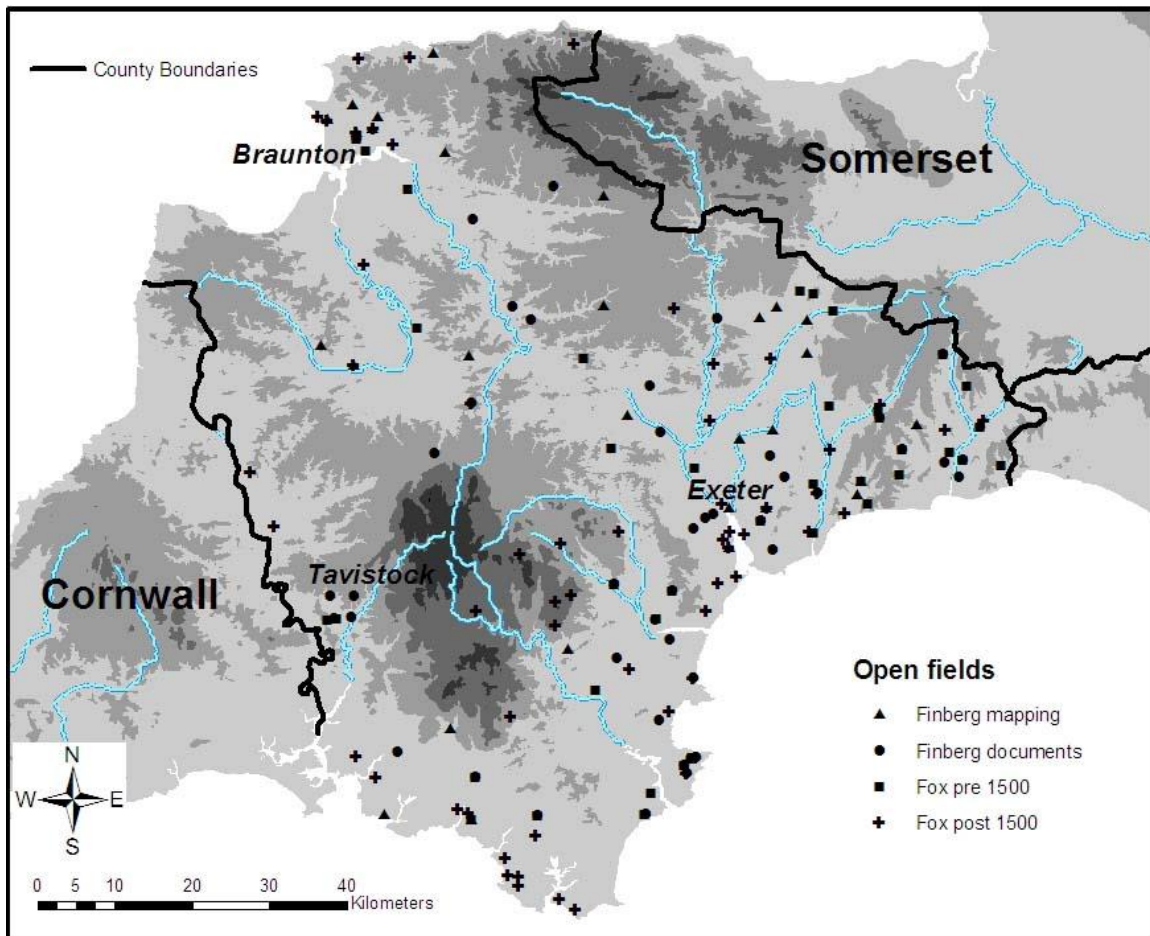 County Boundaries
Braunton
Somerset
Exeter
Tavistock
Cornwall
Open fields
Finberg mapping
Finberg documents
Fox pre 1500
Fox post 1500
N
W E
S
0 5 10 20 30 40
Kilometers